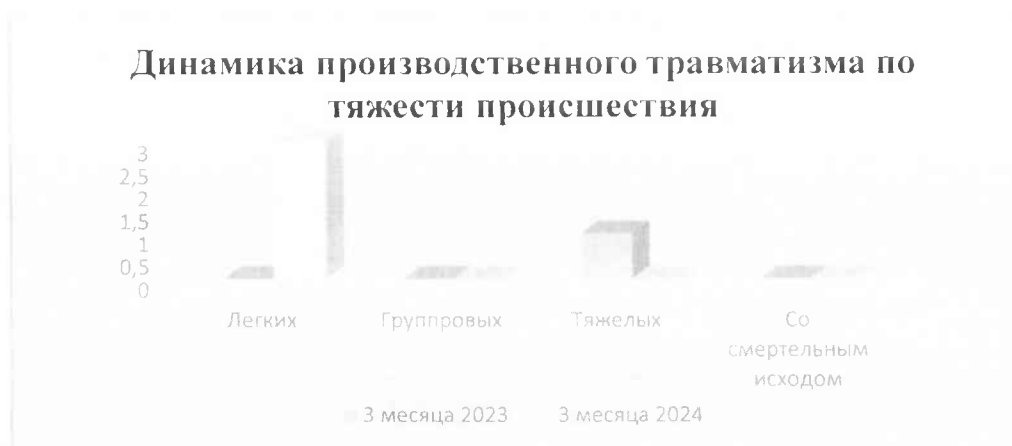 Динамика производственного травматизма по
тяжести происшествия
3
2,5
2
1,5
1
0,5
0
Легких
Группровых
Тяжелых
Со
смертельным
исходом
3 месяца 2023
3 месяца 2024